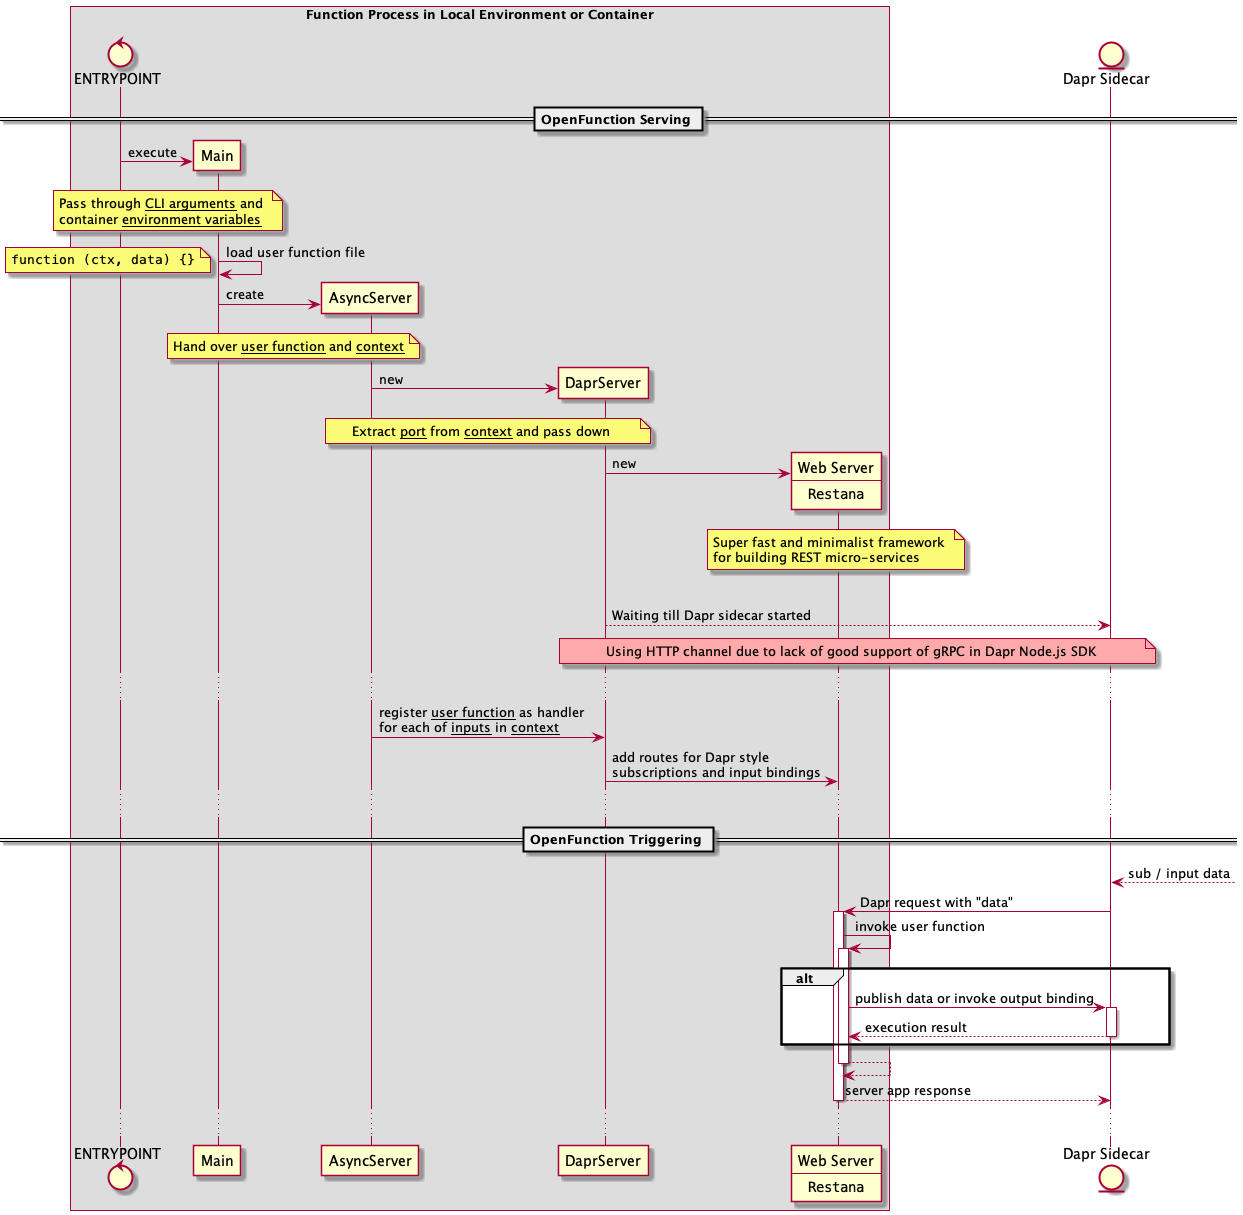 Function Process in Local Environment or Container
ENTRYPOINT
Dapr Sidecar
OpenFunction Serving
execute
Main
Pass through CLI arguments and
container environment variables
function (ctx, data) {}
load user function file
create
AsyncServer
Hand over user function and context
new
DaprServer
Extract port from context and pass down
new
Web Server
Restana
Super fast and minimalist framework
for building REST micro-services
Waiting till Dapr sidecar started
Using HTTP channel due to lack of good support of gRPC in Dapr Node.js SDK
register user function as handler
for each of inputs in context
add routes for Dapr style
subscriptions and input bindings
OpenFunction Triggering
sub / input data
Dapr request with "data"
invoke user function
alt
publish data or invoke output binding
execution result
server app response
ENTRYPOINT
Main
AsyncServer
DaprServer
Web Server
Restana
Dapr Sidecar